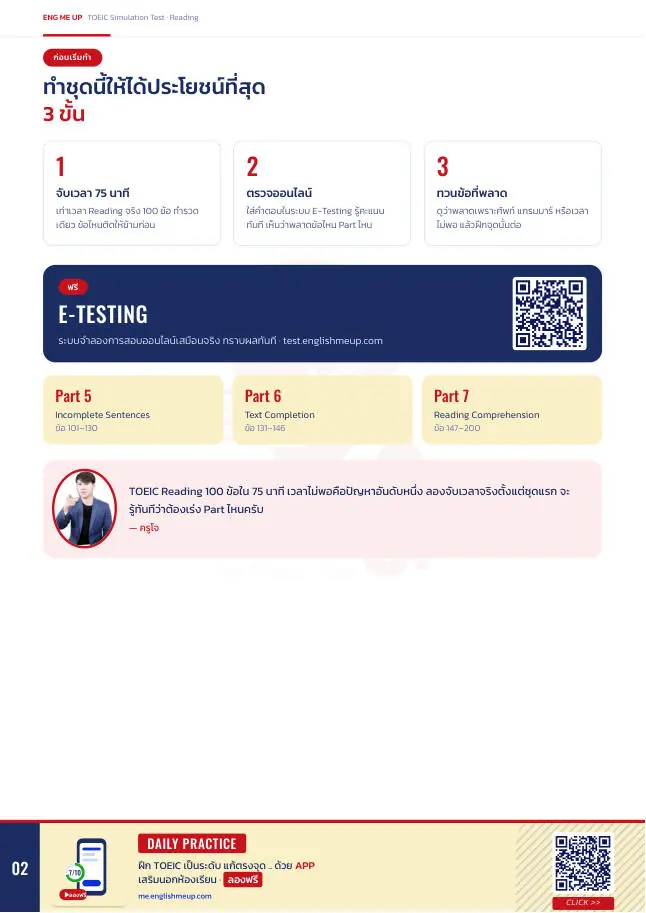 ENG ME UP TOEIC Simulation Test · Reading
ก่อนเริ่มทำ
ทำชุดนี้ให้ได้ประโยชน์ที่สุด
3 ขั้น
1
จับเวลา 75 นาที
เท่าเวลา Reading จริง 100 ข้อ ทำรวด
เดียว ข้อไหนติดให้ข้ามก่อน
2
ตรวจออนไลน์
ใส่คำตอบในระบบ E-Testing รู้คะแนน
ทันที เห็นว่าพลาดข้อไหน Part ไหน
3
ทวนข้อที่พลาด
ดูว่าพลาดเพราะศัพท์ แกรมมาร์ หรือเวลา
ไม่พอ แล้วฝึกจุดนั้นต่อ
ฟรี
E-TESTING
ระบบจำลองการสอบออนไลน์เสมือนจริง ทราบผลทันที · test.englishmeup.com
Part 5
Incomplete Sentences
ข้อ 101–130
Part 6
Text Completion
ข้อ 131–146
Part 7
Reading Comprehension
ข้อ 147–200
TOEIC Reading 100 ข้อใน 75 นาที เวลาไม่พอคือปัญหาอันดับหนึ่ง ลองจับเวลาจริงตั้งแต่ชุดแรก จะ
รู้ทันทีว่าต้องเร่ง Part ไหนครับ
— ครูโจ
02
7/10
ลองฟรี
DAILY PRACTICE
ฝึก TOEIC เป็นระดับ แก้ตรงจุด .. ด้วย APP
เสริมนอกห้องเรียน · ลองฟรี
me.englishmeup.com
CLICK >>